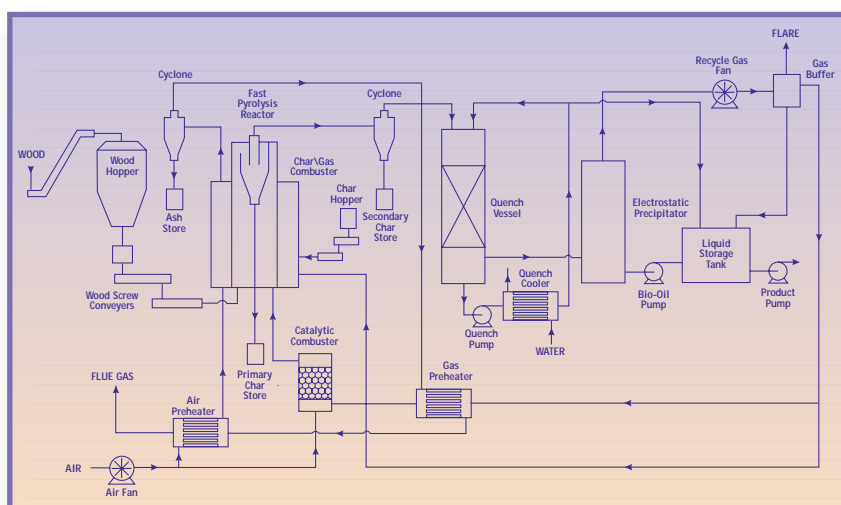 FLARE
Recycle Gas
Fan
Gas
Buffer
Cyclone
Fast
Pyrolysis
Reactor
Cyclone
WOOD
Wood
Hopper
Char\Gas
Combuster
Char
Hopper
Ash
Store
Secondary
Char
Store
Quench
Vessel
Electrostatic
Precipitator
Liquid
Storage
Tank
Quench
Cooler
Wood Screw
Conveyers
Bio-Oil
Pump
Product
Pump
Quench
Pump
WATER
Catalytic
Combuster
Gas
Preheater
Primary
Char
Store
FLUE GAS
Air
Preheater
AIR
Air Fan